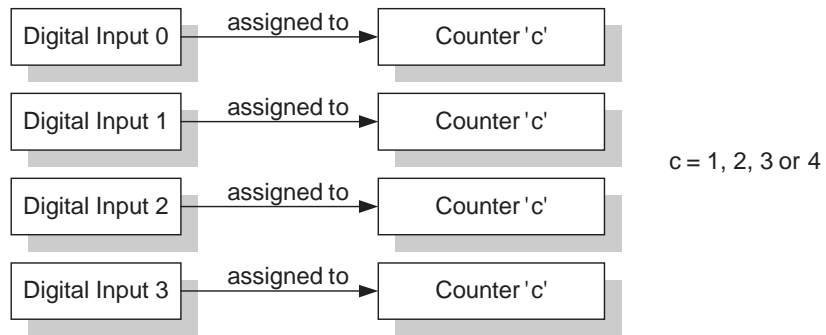 Digital Input 0 assigned to Counter 'c'
Digital Input 1 assigned to Counter 'c'
c = 1, 2, 3 or 4
Digital Input 2 assigned to Counter 'c'
Digital Input 3 assigned to Counter 'c'